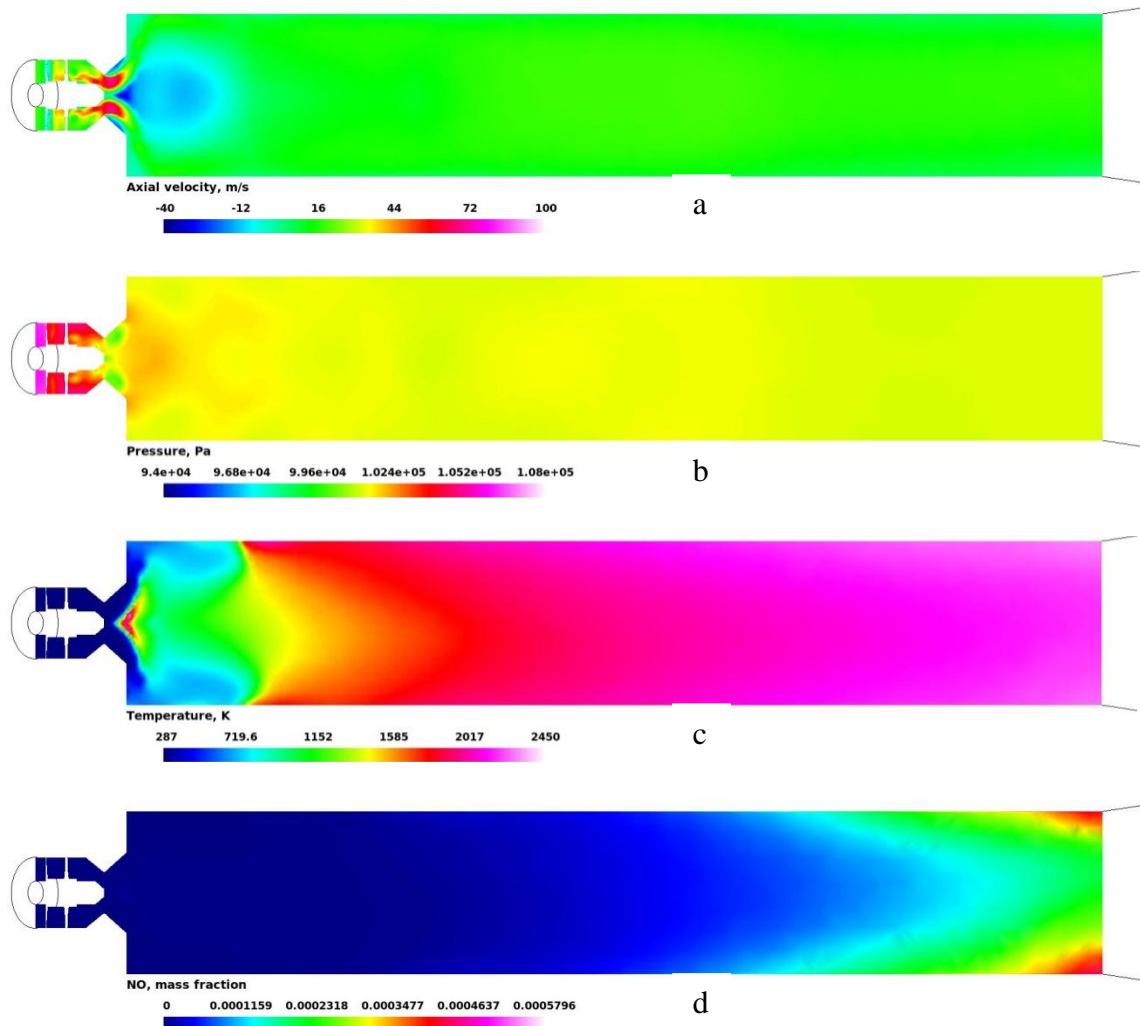 Axial velocity, m/s
-40 -12 16 44 72 100
a
Pressure, Pa
9.4e+04 9.68e+04 9.96e+04 1.024e+05 1.052e+05 1.08e+05
b
Temperature, K
287 719.6 1152 1585 2017 2450
c
NO, mass fraction
0 0.0001159 0.0002318 0.0003477 0.0004637 0.0005796
d